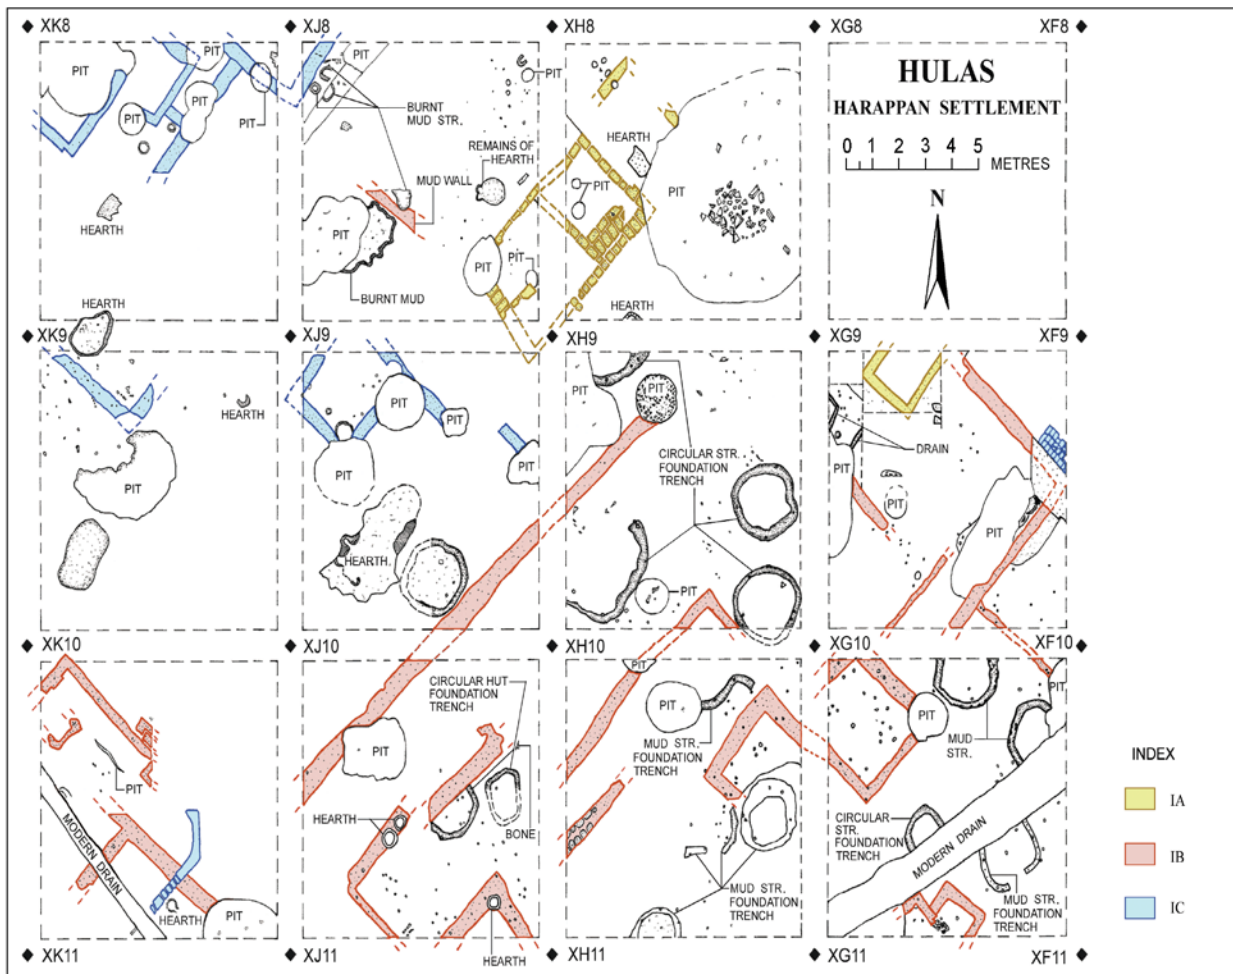 XK8
XJ8
XH8
XG8
XF8
PIT
PIT
PIT
PIT
PIT
HEARTH
HEARTH
PIT
BURNT
MUD STR.
PIT
REMAINS OF
HEARTH
MUD WALL
PIT
BURNT MUD
PIT
PIT
HEARTH
PIT
PIT
HEARTH
HULAS
HARAPPAN SETTLEMENT
0 1 2 3 4 5
METRES
N
XK9
XJ9
XH9
XG9
XF9
HEARTH
PIT
PIT
PIT
PIT
PIT
HEARTH
PIT
PIT
CIRCULAR STR.
FOUNDATION
TRENCH
PIT
DRAIN
PIT
PIT
PIT
XK10
XJ10
XH10
XG10
XF10
PIT
MODERN DRAIN
HEARTH
PIT
CIRCULAR HUT
FOUNDATION
TRENCH
PIT
HEARTH
BONE
HEARTH
PIT
PIT
MUD STR.
FOUNDATION
TRENCH
MUD STR.
FOUNDATION
TRENCH
PIT
PIT
MUD
STR.
CIRCULAR
STR.
FOUNDATION
TRENCH
MODERN DRAIN
MUD STR.
FOUNDATION
TRENCH
XK11
XJ11
XH11
XG11
XF11
INDEX
IA
IB
IC